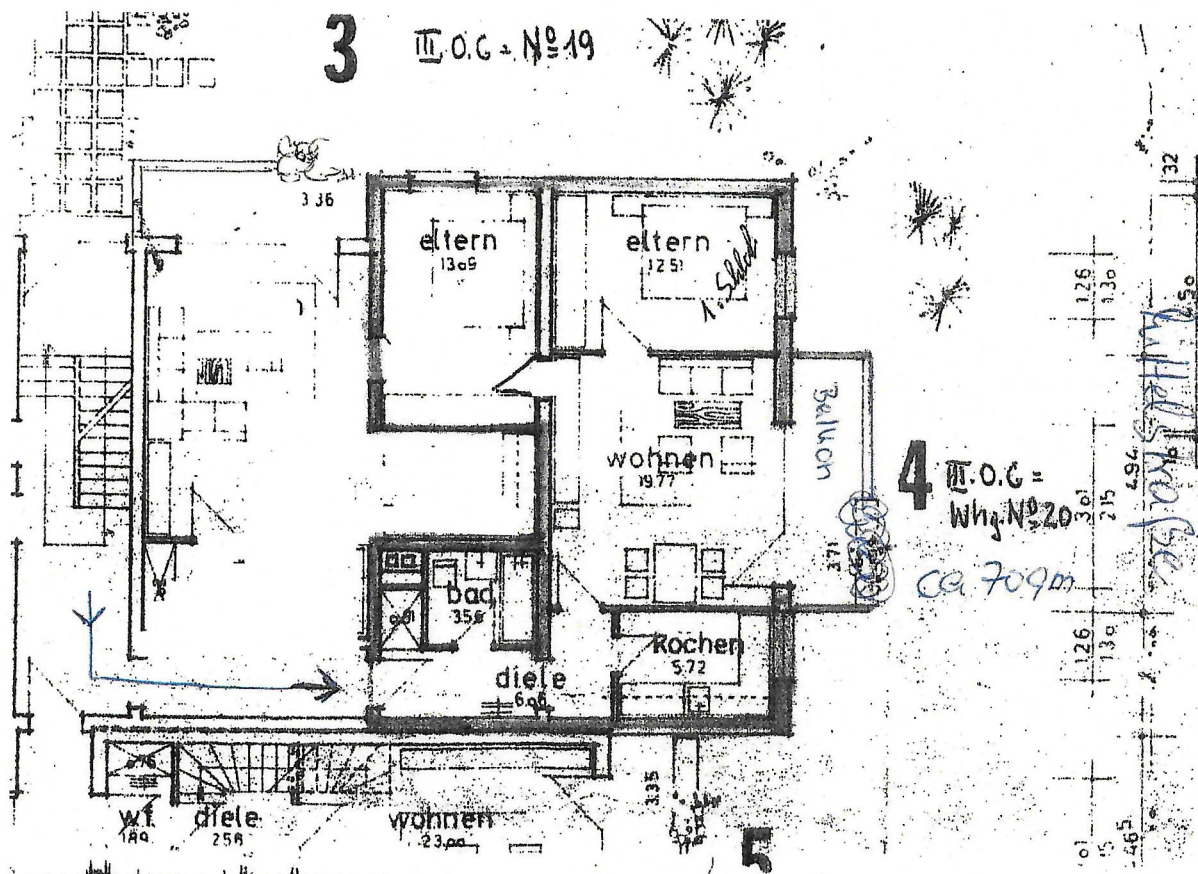 3
III O.G = Nº 19
3.36
eltern
13.09
eltern
12.51
1. Schlaf
32
1.26
1.30
2.50
wohnen
19.77
Balkon
4
III.O.G =
Whg. Nº 20
ca 70qm
3.71
3.01
2.15
4.94
bad
3.56
kochen
5.72
diele
6.06
1.26
1.30
w.f.
1.89
diele
2.58
wohnen
23.00
3.35
5